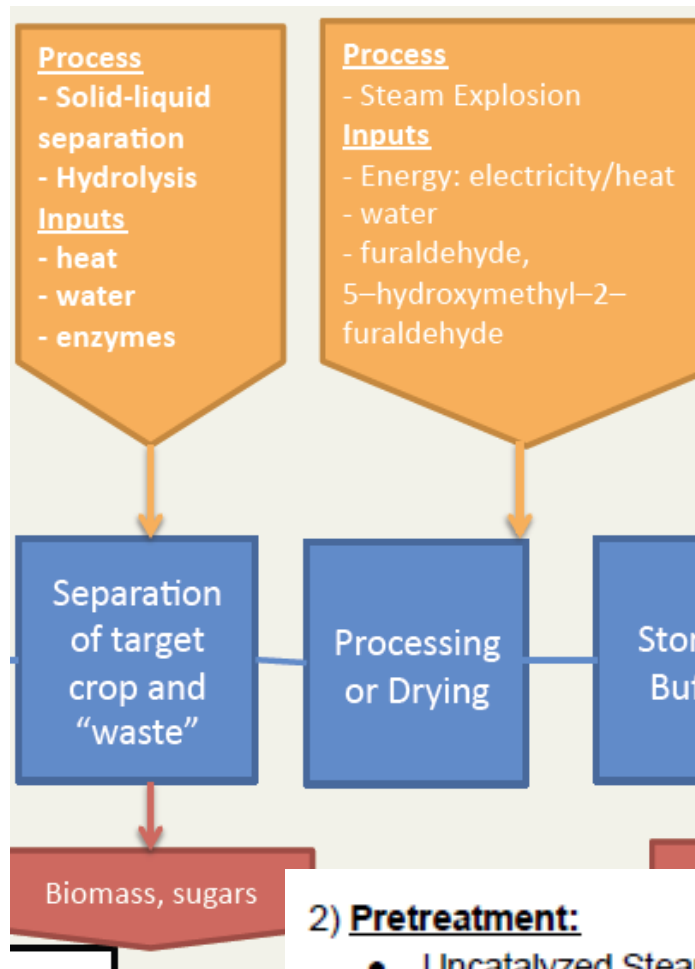 Process
- Solid-liquid
separation
- Hydrolysis
Inputs
- heat
- water
- enzymes
Process
- Steam Explosion
Inputs
- Energy: electricity/heat
- water
- furaldehyde,
5–hydroxymethyl–2–
furaldehyde
Separation
of target
crop and
“waste”
Processing
or Drying
Biomass, sugars
2) Pretreatment:
● Uncatalyzed